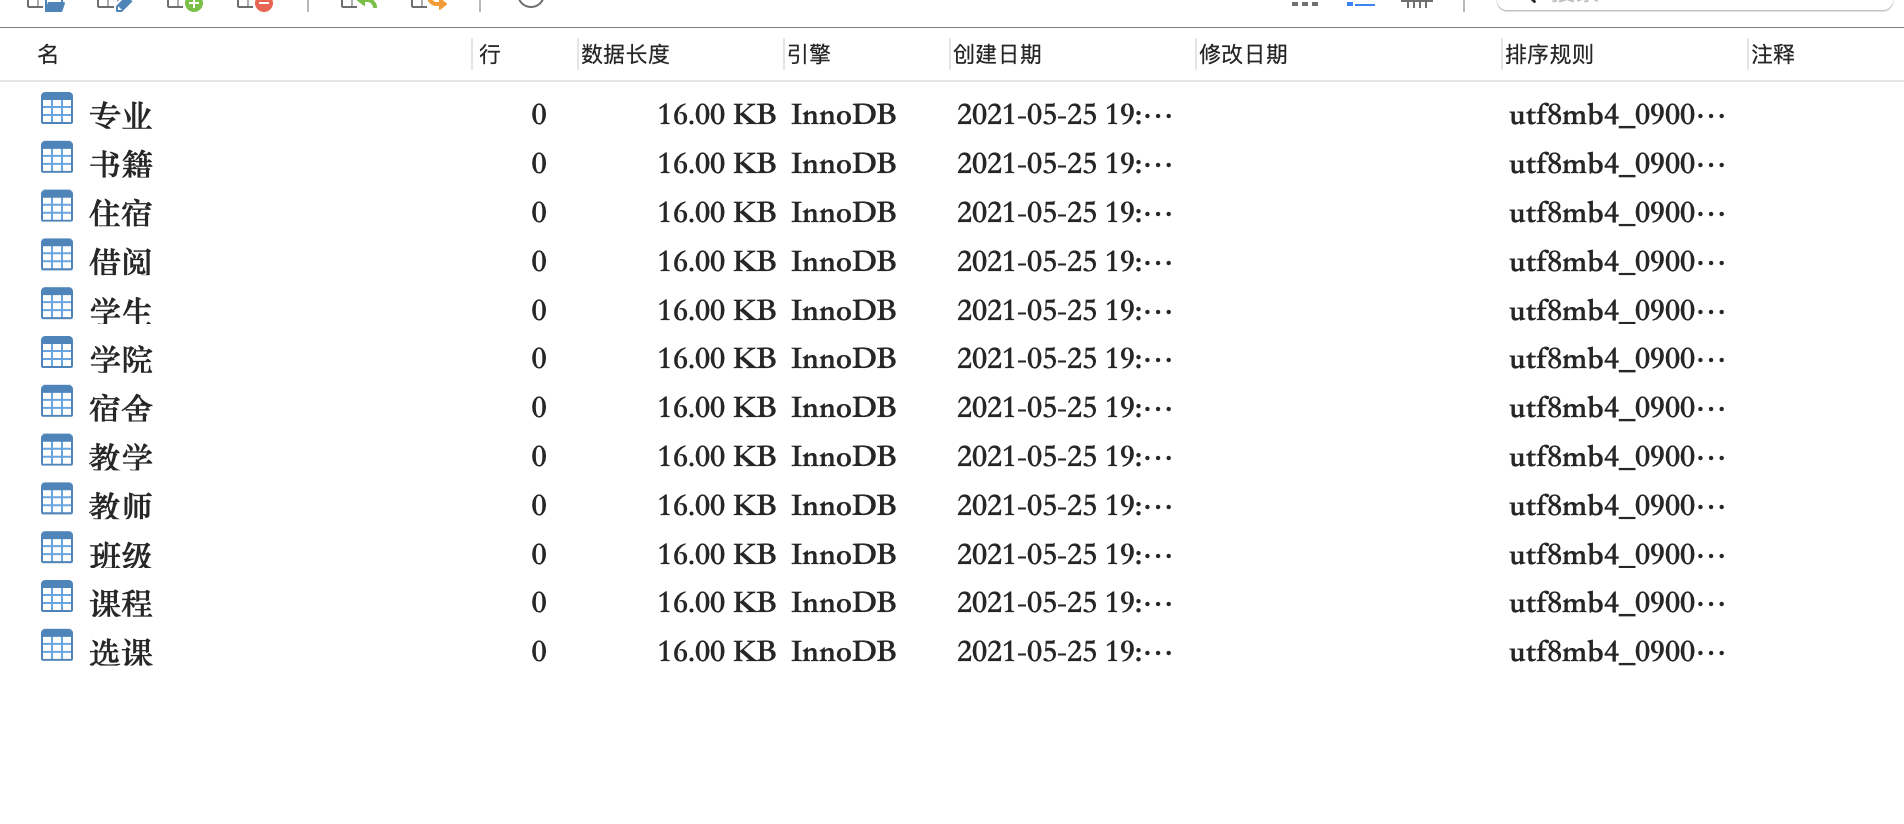 名 行 数据长度 引擎 创建日期 修改日期 排序规则 注释
专业 0 16.00 KB InnoDB 2021-05-25 19:··· utf8mb4_0900···
书籍 0 16.00 KB InnoDB 2021-05-25 19:··· utf8mb4_0900···
住宿 0 16.00 KB InnoDB 2021-05-25 19:··· utf8mb4_0900···
借阅 0 16.00 KB InnoDB 2021-05-25 19:··· utf8mb4_0900···
学生 0 16.00 KB InnoDB 2021-05-25 19:··· utf8mb4_0900···
学院 0 16.00 KB InnoDB 2021-05-25 19:··· utf8mb4_0900···
宿舍 0 16.00 KB InnoDB 2021-05-25 19:··· utf8mb4_0900···
教学 0 16.00 KB InnoDB 2021-05-25 19:··· utf8mb4_0900···
教师 0 16.00 KB InnoDB 2021-05-25 19:··· utf8mb4_0900···
班级 0 16.00 KB InnoDB 2021-05-25 19:··· utf8mb4_0900···
课程 0 16.00 KB InnoDB 2021-05-25 19:··· utf8mb4_0900···
选课 0 16.00 KB InnoDB 2021-05-25 19:··· utf8mb4_0900···